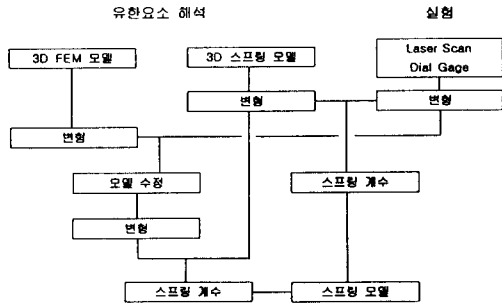 유한요소 해석
실험
3D FEM 모델
3D 스프링 모델
Laser Scan
Dial Gage
변형
변형
변형
모델 수정
스프링 계수
변형
스프링 계수
스프링 모델